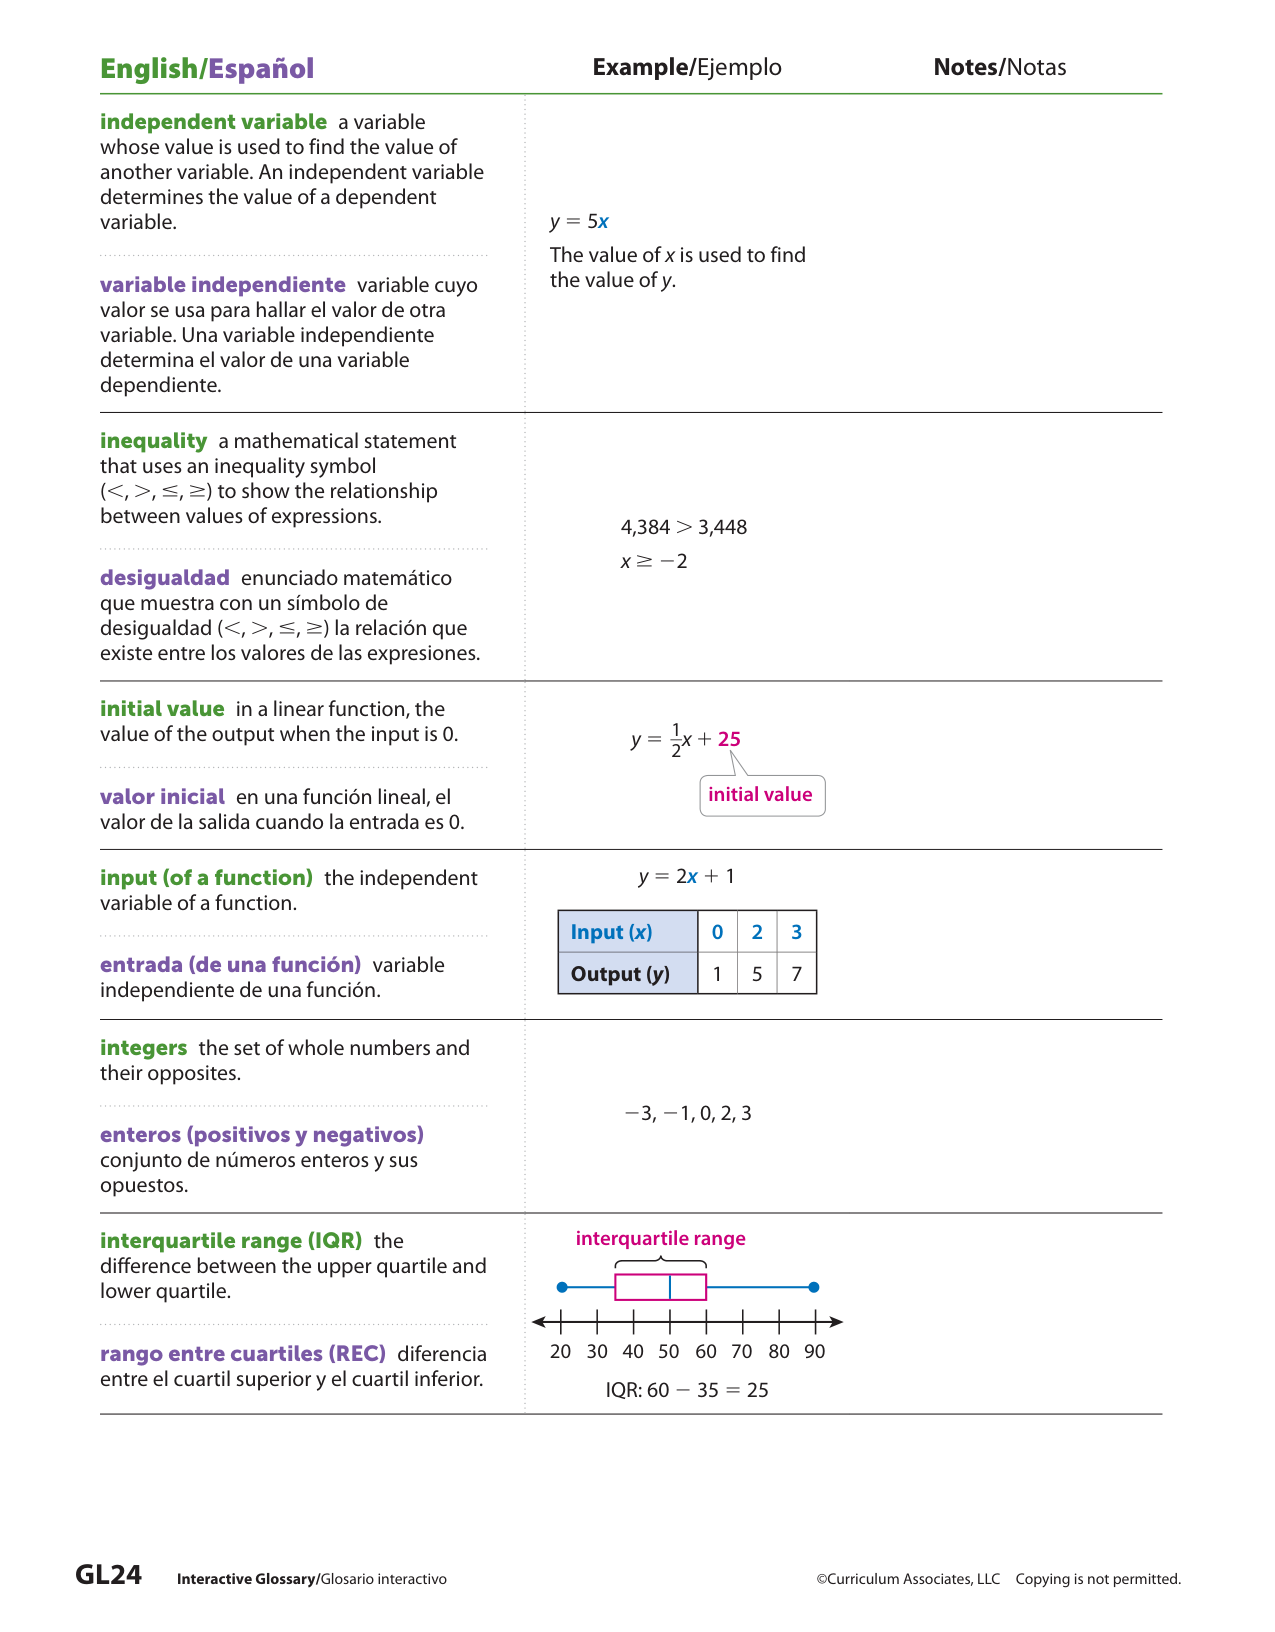 English/Español
Example/Ejemplo
Notes/Notas
independent variable a variable
whose value is used to find the value of
another variable. An independent variable
determines the value of a dependent
variable.
variable independiente variable cuyo
valor se usa para hallar el valor de otra
variable. Una variable independiente
determina el valor de una variable
dependiente.
y = 5x
The value of x is used to find
the value of y.
inequality a mathematical statement
that uses an inequality symbol
(<, >, ≤, ≥) to show the relationship
between values of expressions.
desigualdad enunciado matemático
que muestra con un símbolo de
desigualdad (<, >, ≤, ≥) la relación que
existe entre los valores de las expresiones.
4,384 > 3,448
x ≥ −2
initial value in a linear function, the
value of the output when the input is 0.
valor inicial en una función lineal, el
valor de la salida cuando la entrada es 0.
y = 1/2 x + 25
initial value
input (of a function) the independent
variable of a function.
entrada (de una función) variable
independiente de una función.
y = 2x + 1
Input (x) 0 2 3
Output (y) 1 5 7
integers the set of whole numbers and
their opposites.
enteros (positivos y negativos)
conjunto de números enteros y sus
opuestos.
−3, −1, 0, 2, 3
interquartile range (IQR) the
difference between the upper quartile and
lower quartile.
rango entre cuartiles (REC) diferencia
entre el cuartil superior y el cuartil inferior.
interquartile range
20 30 40 50 60 70 80 90
IQR: 60 − 35 = 25
GL24 Interactive Glossary/Glosario interactivo
©Curriculum Associates, LLC Copying is not permitted.